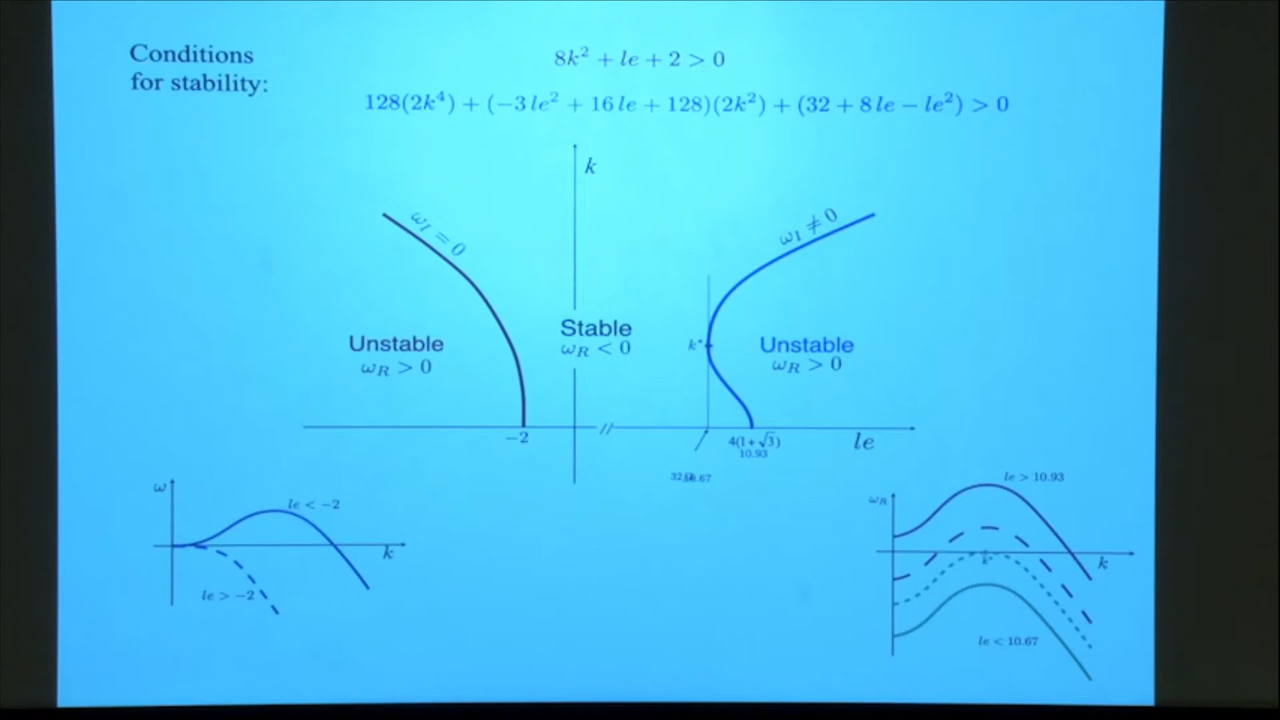 Conditions
for stability:
8k² + le + 2 > 0
128(2k⁴) + (−3 le² + 16 le + 128)(2k²) + (32 + 8 le − le²) > 0
k
ω_I = 0
ω_I ≠ 0
Unstable
ω_R > 0
Stable
ω_R < 0
k*
Unstable
ω_R > 0
−2
4(1+√3)
10.93
le
ω
le < −2
k
le > −2
ω_R
le > 10.93
k*
k
le < 10.67